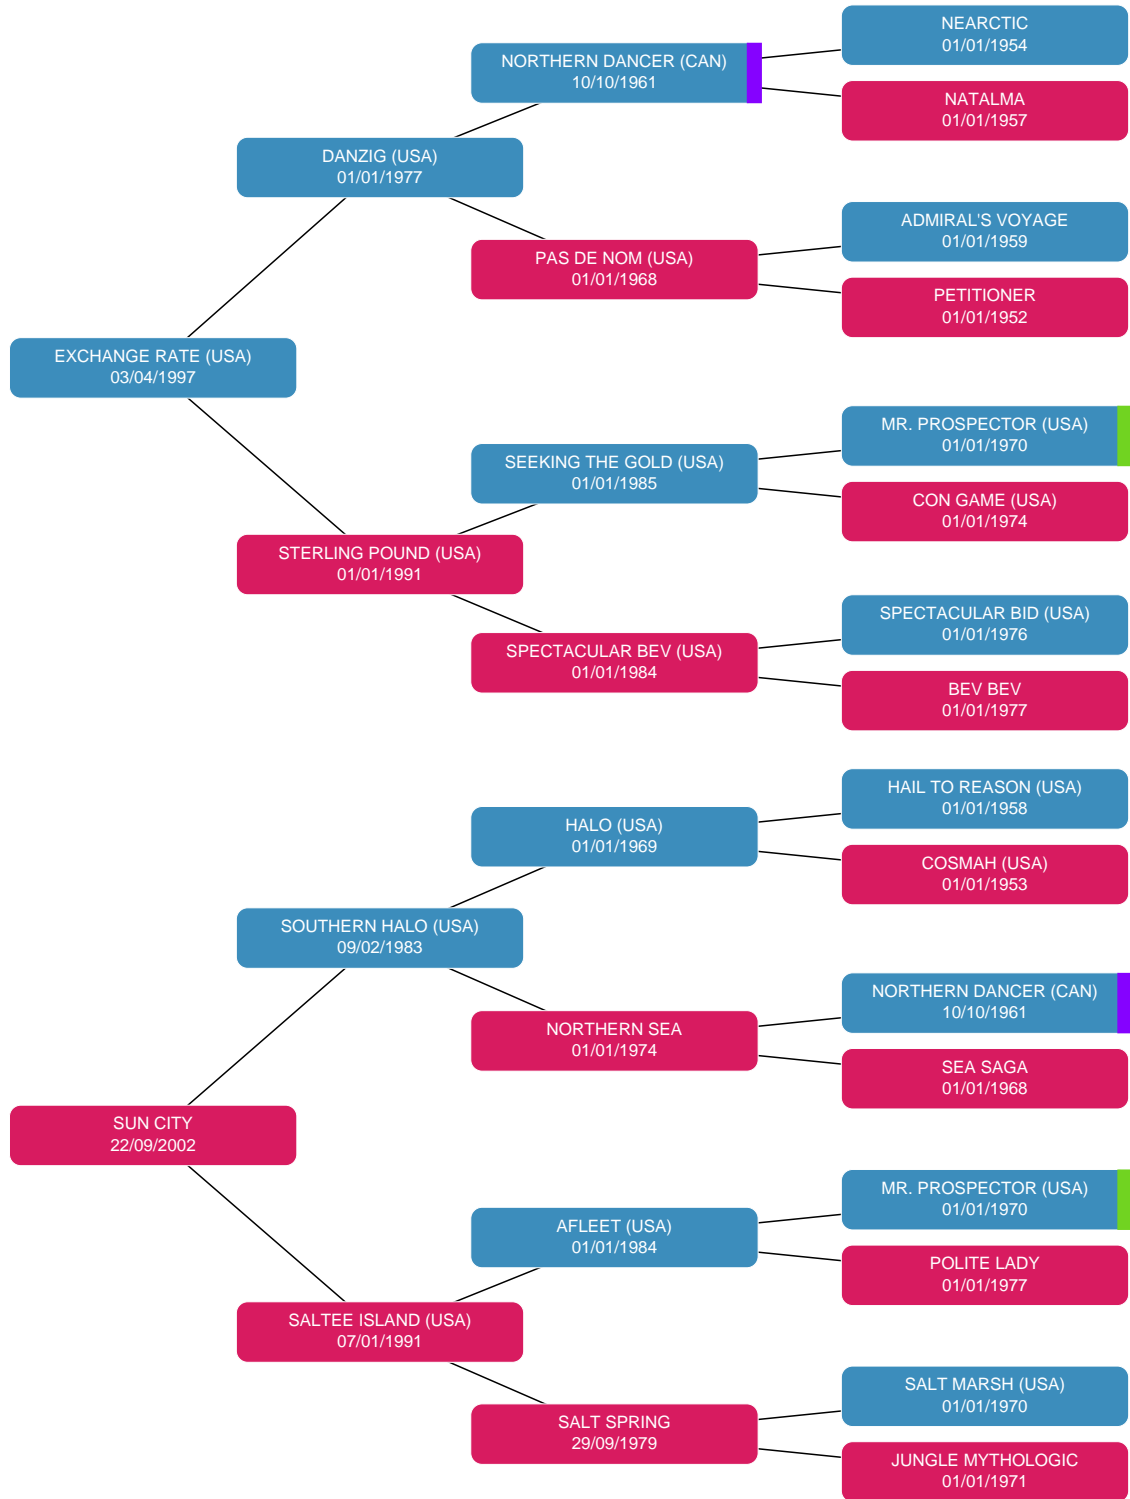 NEARCTIC
01/01/1954
NORTHERN DANCER (CAN)
10/10/1961
NATALMA
01/01/1957
DANZIG (USA)
01/01/1977
ADMIRAL'S VOYAGE
01/01/1959
PAS DE NOM (USA)
01/01/1968
PETITIONER
01/01/1952
EXCHANGE RATE (USA)
03/04/1997
MR. PROSPECTOR (USA)
01/01/1970
SEEKING THE GOLD (USA)
01/01/1985
CON GAME (USA)
01/01/1974
STERLING POUND (USA)
01/01/1991
SPECTACULAR BID (USA)
01/01/1976
SPECTACULAR BEV (USA)
01/01/1984
BEV BEV
01/01/1977
HAIL TO REASON (USA)
01/01/1958
HALO (USA)
01/01/1969
COSMAH (USA)
01/01/1953
SOUTHERN HALO (USA)
09/02/1983
NORTHERN DANCER (CAN)
10/10/1961
NORTHERN SEA
01/01/1974
SEA SAGA
01/01/1968
SUN CITY
22/09/2002
MR. PROSPECTOR (USA)
01/01/1970
AFLEET (USA)
01/01/1984
POLITE LADY
01/01/1977
SALTEE ISLAND (USA)
07/01/1991
SALT MARSH (USA)
01/01/1970
SALT SPRING
29/09/1979
JUNGLE MYTHOLOGIC
01/01/1971